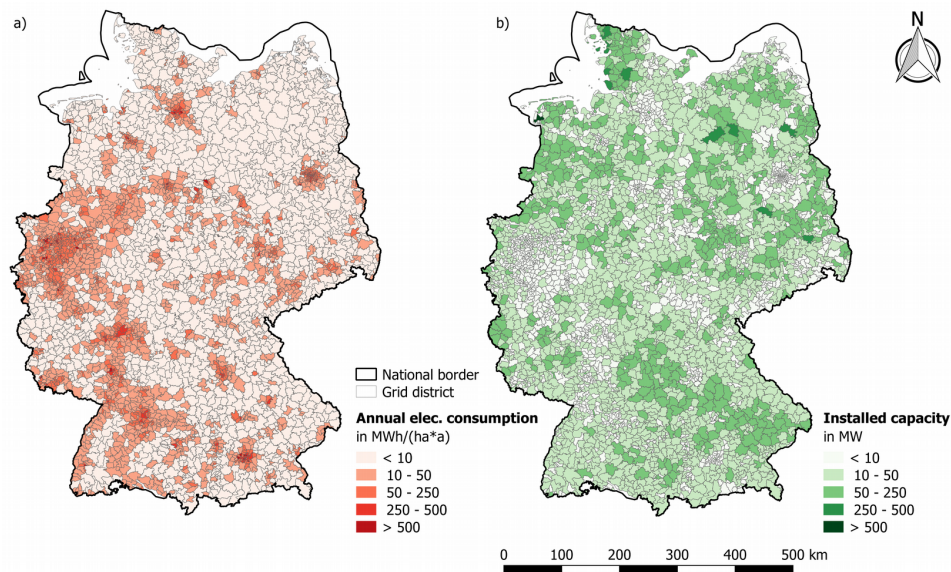 a)
b)
N
National border
Grid district
Annual elec. consumption
in MWh/(ha*a)
< 10
10 - 50
50 - 250
250 - 500
> 500
Installed capacity
in MW
< 10
10 - 50
50 - 250
250 - 500
> 500
0 100 200 300 400 500 km